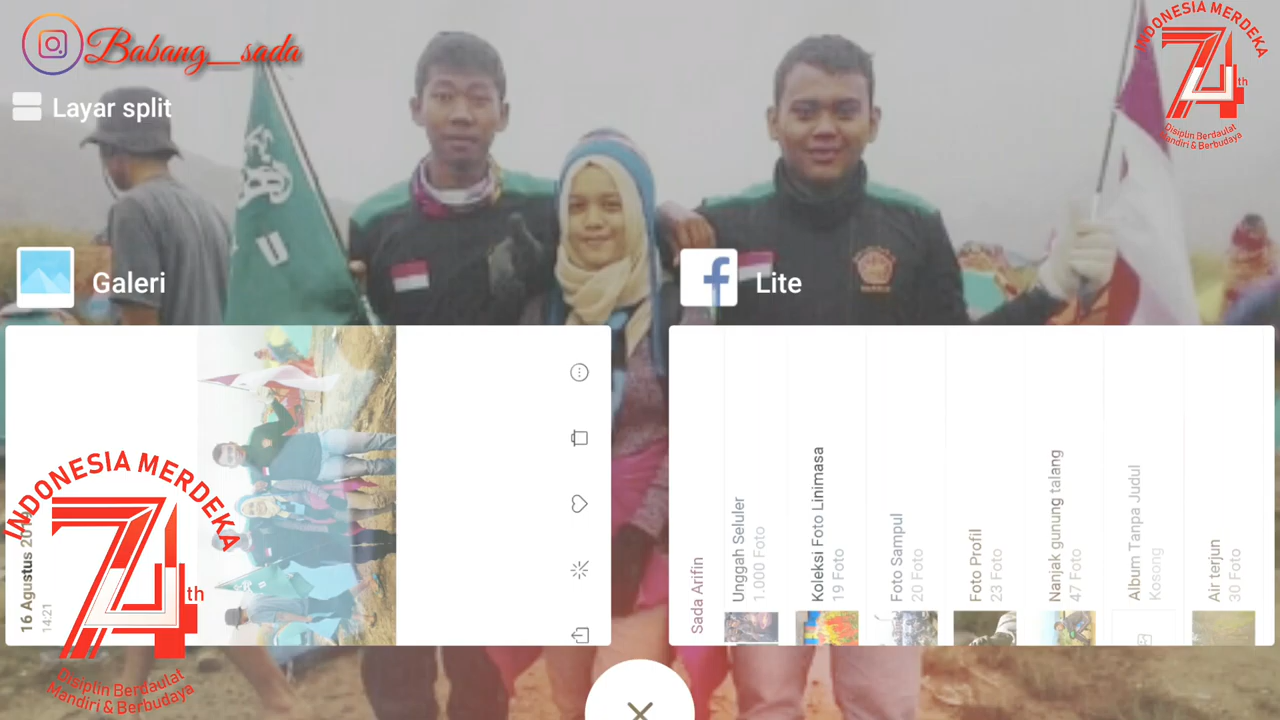 Babang__sada
Layar split
INDONESIA MERDEKA
74th
Disiplin Berdaulat
Mandiri & Berbudaya
Galeri
Lite
16 Agustus 2019
14:21
INDONESIA MERDEKA
74th
Disiplin Berdaulat
Mandiri & Berbudaya
Sada Arifin
Unggah Seluler
1.000 Foto
Koleksi Foto Linimasa
19 Foto
Foto Sampul
20 Foto
Foto Profil
23 Foto
Nanjak gunung talang
47 Foto
Album Tanpa Judul
Kosong
Air terjun
30 Foto